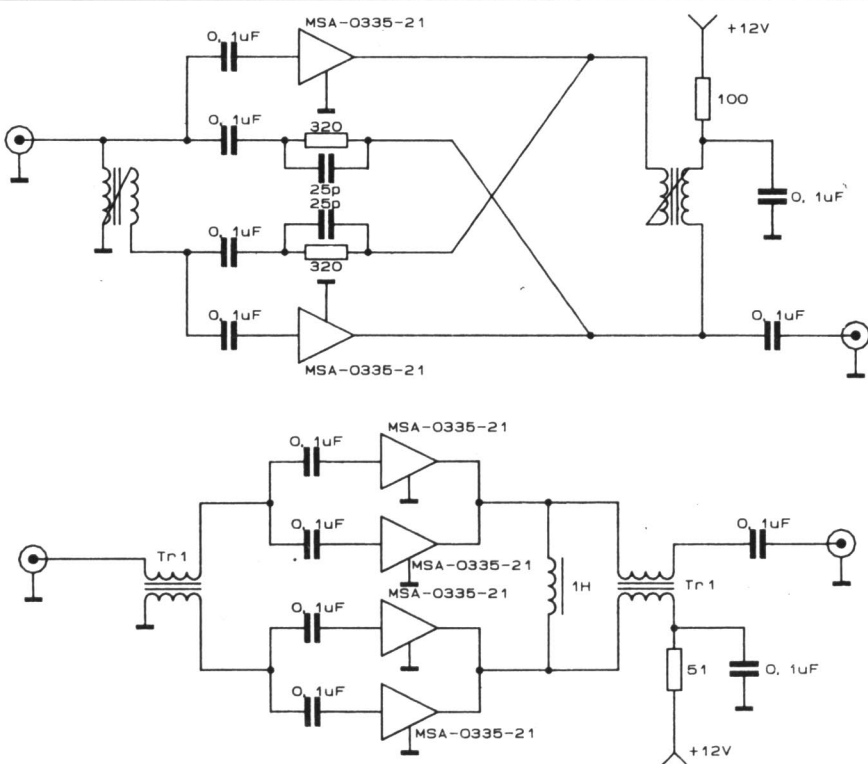 MSA-0335-21
+12V
0, 1uF
100
0, 1uF
320
25p
0, 1uF
25p
0, 1uF
320
0, 1uF
0, 1uF
MSA-0335-21
MSA-0335-21
0, 1uF
0, 1uF
0, 1uF
Tr1
MSA-0335-21
1H
Tr1
MSA-0335-21
0, 1uF
51
0, 1uF
0, 1uF
MSA-0335-21
+12V